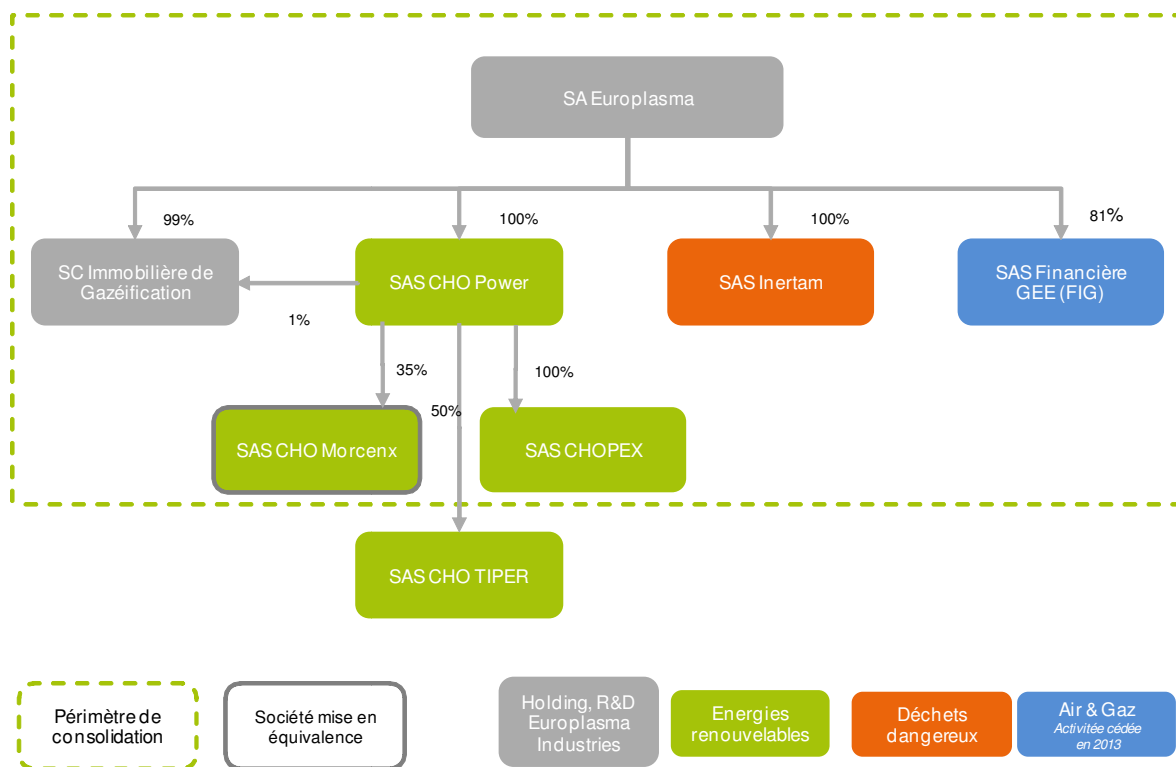 SA Europlasma
99%
100%
100%
81%
SC Immobilière de
Gazéification
SAS CHO Power
SAS Inertam
SAS Financière
GEE (FIG)
1%
35%
100%
50%
SAS CHO Morcenx
SAS CHOPEX
SAS CHO TIPER
Périmètre de
consolidation
Société mise en
équivalence
Holding, R&D
Europlasma
Industries
Energies
renouvelables
Déchets
dangereux
Air & Gaz
Activitée cédée
en 2013